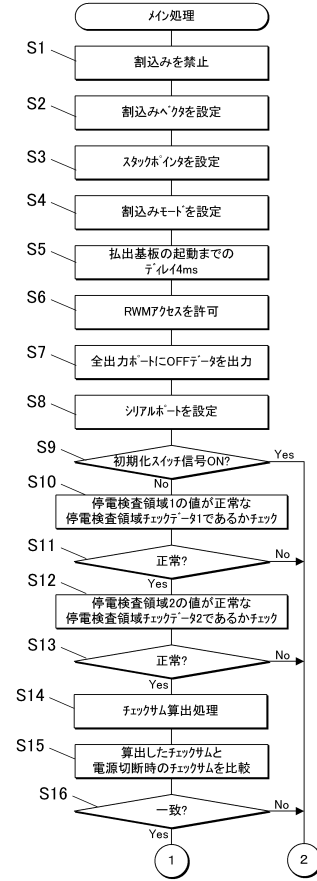 メイン処理
S1
割込みを禁止
S2
割込みベクタを設定
S3
スタックポインタを設定
S4
割込みモードを設定
S5
払出基板の起動までの
ディレイ4ms
S6
RWMアクセスを許可
S7
全出力ポートにOFFデータを出力
S8
シリアルポートを設定
S9
初期化スイッチ信号ON?
Yes
No
S10
停電検査領域1の値が正常な
停電検査領域チェックデータ1であるかチェック
S11
正常?
No
Yes
S12
停電検査領域2の値が正常な
停電検査領域チェックデータ2であるかチェック
S13
正常?
No
Yes
S14
チェックサム算出処理
S15
算出したチェックサムと
電源切断時のチェックサムを比較
S16
一致?
No
Yes
1
2